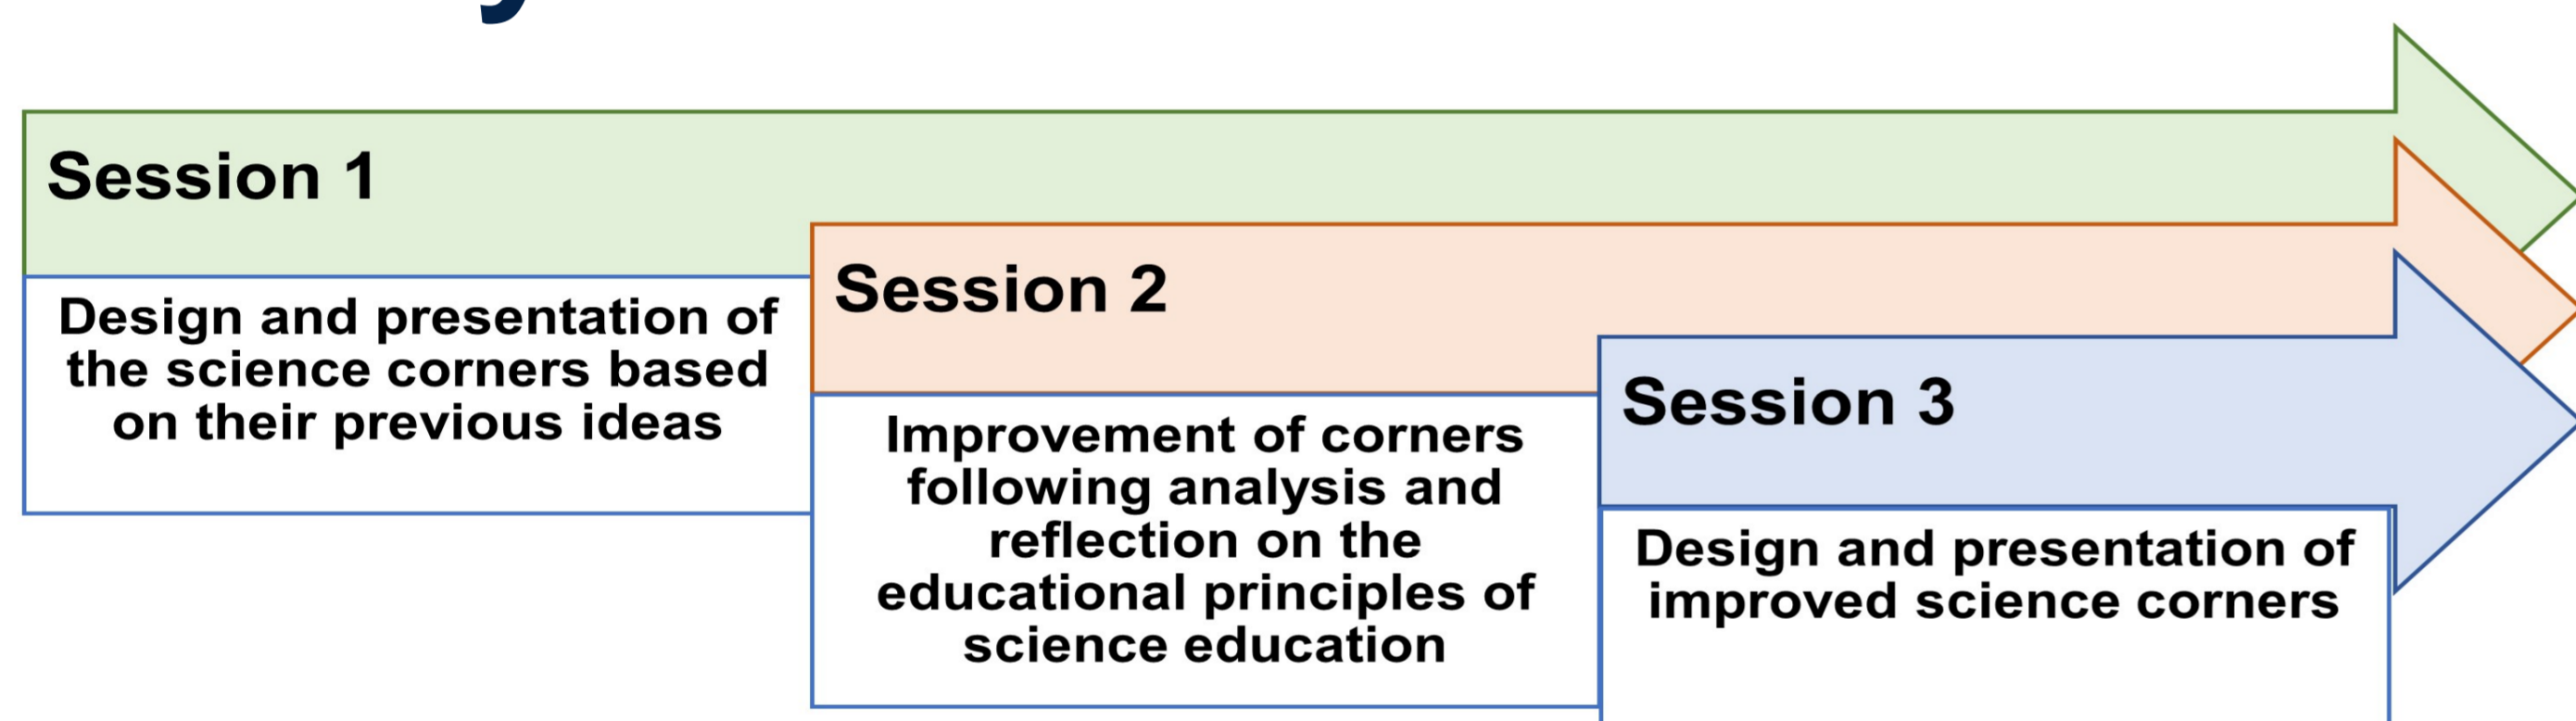 Session 1
Design and presentation of
the science corners based
on their previous ideas
Session 2
Improvement of corners
following analysis and
reflection on the
educational principles of
science education
Session 3
Design and presentation of
improved science corners